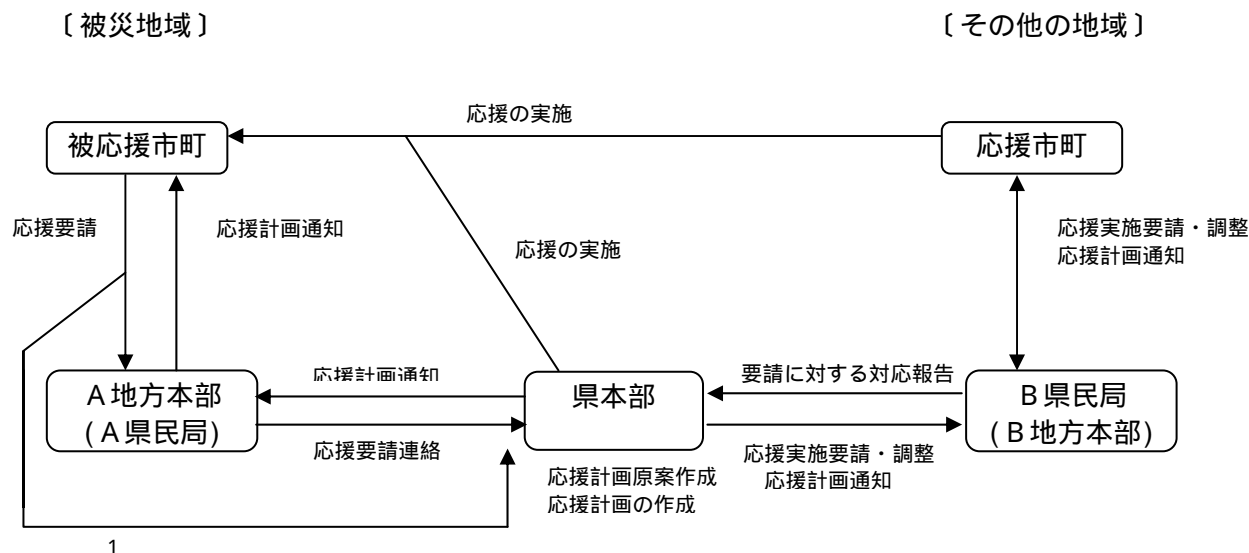 〔被災地域〕
〔その他の地域〕
応援の実施
被応援市町
応援市町
応援要請
応援計画通知
応援の実施
応援実施要請・調整
応援計画通知
応援計画通知
要請に対する対応報告
A地方本部
(A県民局)
県本部
B県民局
(B地方本部)
応援要請連絡
応援実施要請・調整
応援計画通知
応援計画原案作成
応援計画の作成
1